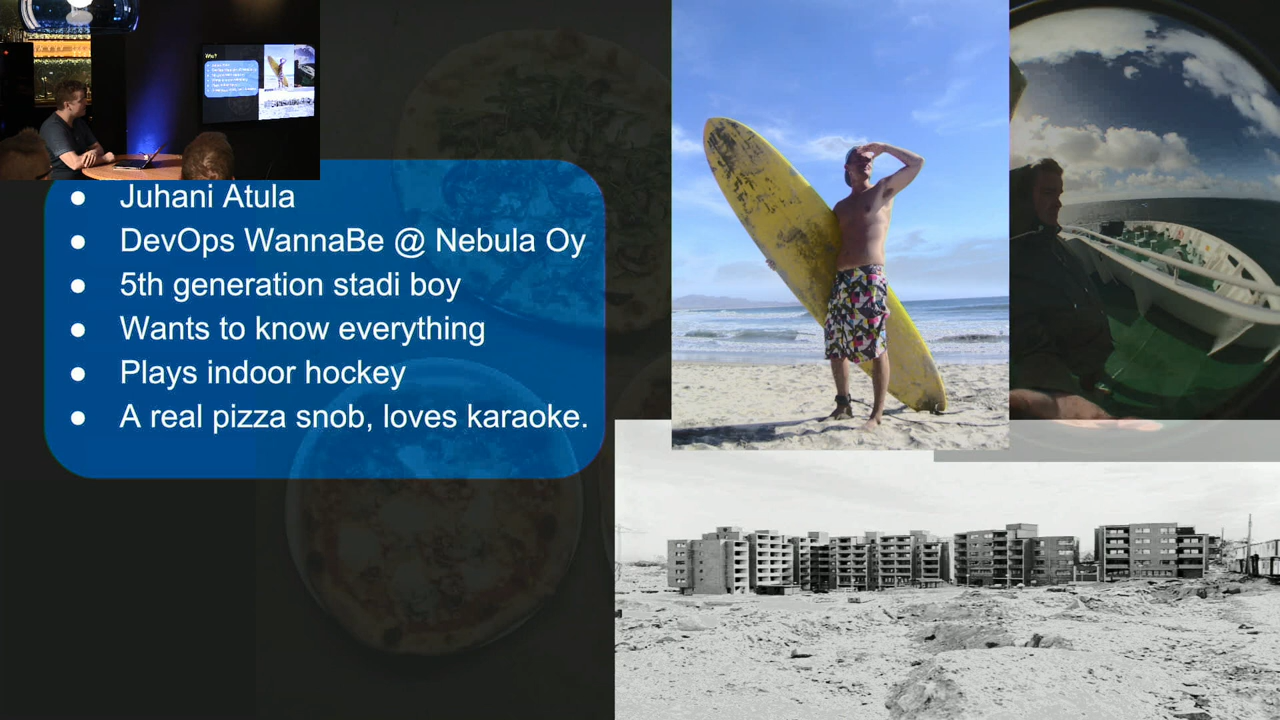 Who?
● Juhani Atula
● DevOps WannaBe @ Nebula Oy
● 5th generation stadi boy
● Wants to know everything
● Plays indoor hockey
● A real pizza snob, loves karaoke.